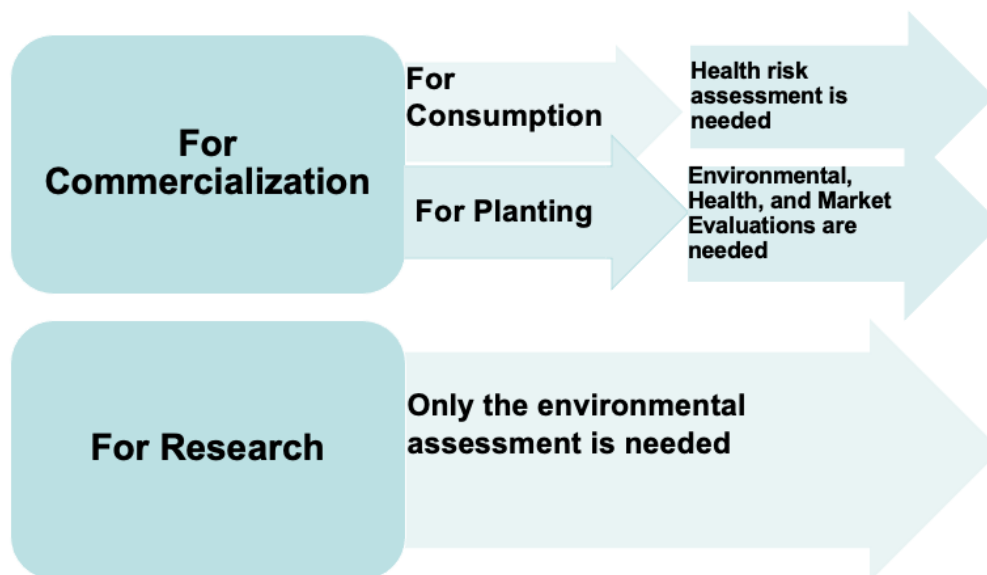 For
Commercialization
For
Consumption
Health risk
assessment is
needed
For Planting
Environmental,
Health, and Market
Evaluations are
needed
For Research
Only the environmental
assessment is needed